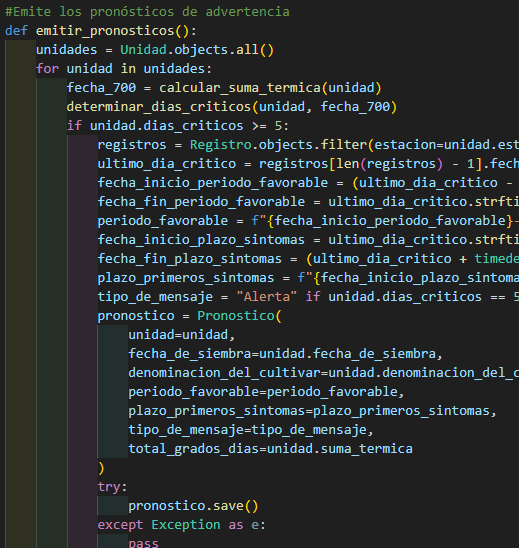 #Emite los pronósticos de advertencia
def emitir_pronosticos():
unidades = Unidad.objects.all()
for unidad in unidades:
fecha_700 = calcular_suma_termica(unidad)
determinar_dias_criticos(unidad, fecha_700)
if unidad.dias_criticos >= 5:
registros = Registro.objects.filter(estacion=unidad.est
ultimo_dia_critico = registros[len(registros) - 1].fech
fecha_inicio_periodo_favorable = (ultimo_dia_critico -
fecha_fin_periodo_favorable = ultimo_dia_critico.strfti
periodo_favorable = f"{fecha_inicio_periodo_favorable}-
fecha_inicio_plazo_sintomas = ultimo_dia_critico.strfti
fecha_fin_plazo_sintomas = (ultimo_dia_critico + timede
plazo_primeros_sintomas = f"{fecha_inicio_plazo_sintoma
tipo_de_mensaje = "Alerta" if unidad.dias_criticos == 5
pronostico = Pronostico(
unidad=unidad,
fecha_de_siembra=unidad.fecha_de_siembra,
denominacion_del_cultivar=unidad.denominacion_del_c
periodo_favorable=periodo_favorable,
plazo_primeros_sintomas=plazo_primeros_sintomas,
tipo_de_mensaje=tipo_de_mensaje,
total_grados_dias=unidad.suma_termica
)
try:
pronostico.save()
except Exception as e:
pass